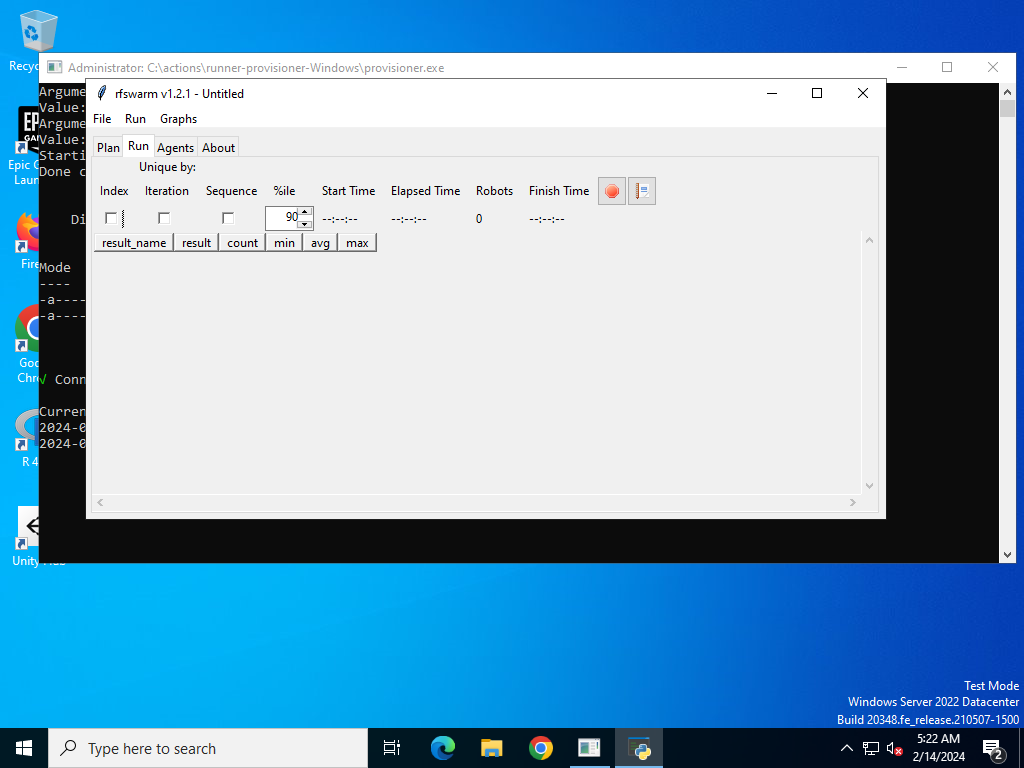 Administrator: C:\actions\runner-provisioner-Windows\provisioner.exe
rfswarm v1.2.1 - Untitled
File Run Graphs
Plan Run Agents About
Unique by:
Index Iteration Sequence %ile Start Time Elapsed Time Robots Finish Time
90 --:--:-- --:--:-- 0 --:--:--
result_name result count min avg max
Argume
Value:
Argume
Value:
Starti
Done c
Di
Mode
----
-a----
-a----
√ Conn
Curren
2024-0
2024-0
Recyc
EPIC
GA
Epic G
Laun
Firef
Goo
Chr
R 4
Unity Hub
Test Mode
Windows Server 2022 Datacenter
Build 20348.fe_release.210507-1500
Type here to search
5:22 AM
2/14/2024
2